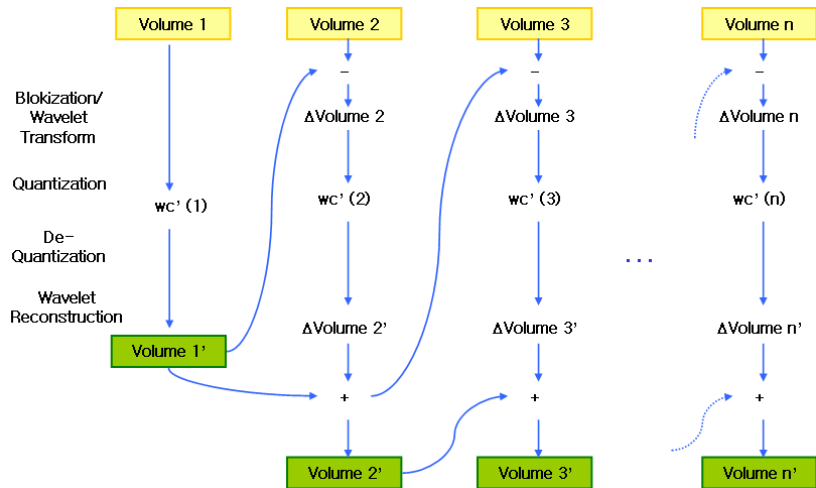 Volume 1
Volume 2
Volume 3
Volume n
−
−
−
Blokization/
Wavelet
Transform
ΔVolume 2
ΔVolume 3
ΔVolume n
Quantization
wc' (1)
wc' (2)
wc' (3)
wc' (n)
De-
Quantization
...
Wavelet
Reconstruction
ΔVolume 2'
ΔVolume 3'
ΔVolume n'
Volume 1'
+
+
+
Volume 2'
Volume 3'
Volume n'